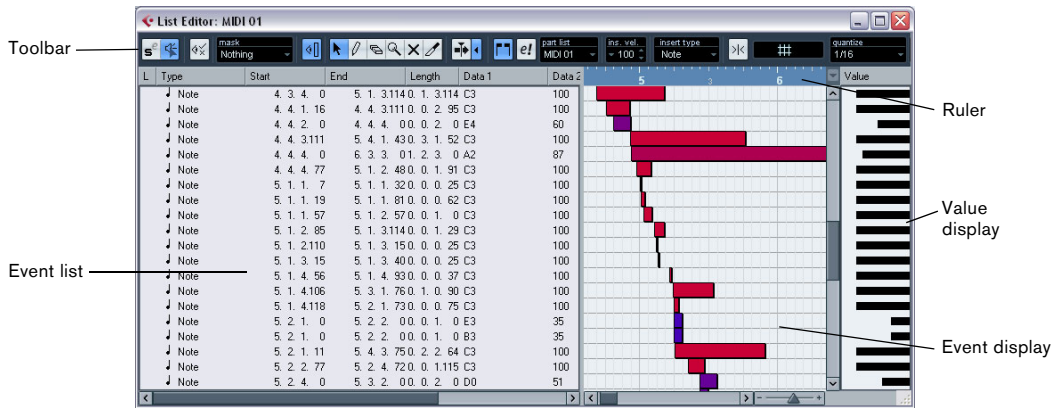 List Editor: MIDI 01
Toolbar
mask
Nothing
part list
MIDI 01
ins. vel.
100
insert type
Note
quantize
1/16
L Type Start End Length Data 1 Data 2 5 3 6 Value
Note 4. 3. 4. 0 5. 1. 3.114 0. 1. 3.114 C3 100
Note 4. 4. 1. 16 4. 4. 3.111 0. 0. 2. 95 C3 100
Note 4. 4. 2. 0 4. 4. 4. 0 0. 0. 2. 0 E4 60
Note 4. 4. 3.111 5. 4. 1. 43 0. 3. 1. 52 C3 100
Note 4. 4. 4. 0 6. 3. 3. 0 1. 2. 3. 0 A2 87
Note 4. 4. 4. 77 5. 1. 2. 48 0. 0. 1. 91 C3 100
Note 5. 1. 1. 7 5. 1. 1. 32 0. 0. 0. 25 C3 100
Note 5. 1. 1. 19 5. 1. 1. 81 0. 0. 0. 62 C3 100
Note 5. 1. 1. 57 5. 1. 2. 57 0. 0. 1. 0 C3 100
Note 5. 1. 2. 85 5. 1. 3.114 0. 0. 1. 29 C3 100
Note 5. 1. 2.110 5. 1. 3. 15 0. 0. 0. 25 C3 100
Note 5. 1. 3. 15 5. 1. 3. 40 0. 0. 0. 25 C3 100
Note 5. 1. 4. 56 5. 1. 4. 93 0. 0. 0. 37 C3 100
Note 5. 1. 4.106 5. 3. 1. 76 0. 1. 0. 90 C3 100
Note 5. 1. 4.118 5. 2. 1. 73 0. 0. 0. 75 C3 100
Note 5. 2. 1. 0 5. 2. 2. 0 0. 0. 1. 0 E3 35
Note 5. 2. 1. 0 5. 2. 2. 0 0. 0. 1. 0 B3 35
Note 5. 2. 1. 11 5. 4. 3. 75 0. 2. 2. 64 C3 100
Note 5. 2. 2. 77 5. 2. 4. 72 0. 0. 1.115 C3 100
Note 5. 2. 4. 0 5. 3. 2. 0 0. 0. 2. 0 D0 51
Ruler
Value
display
Event list
Event display